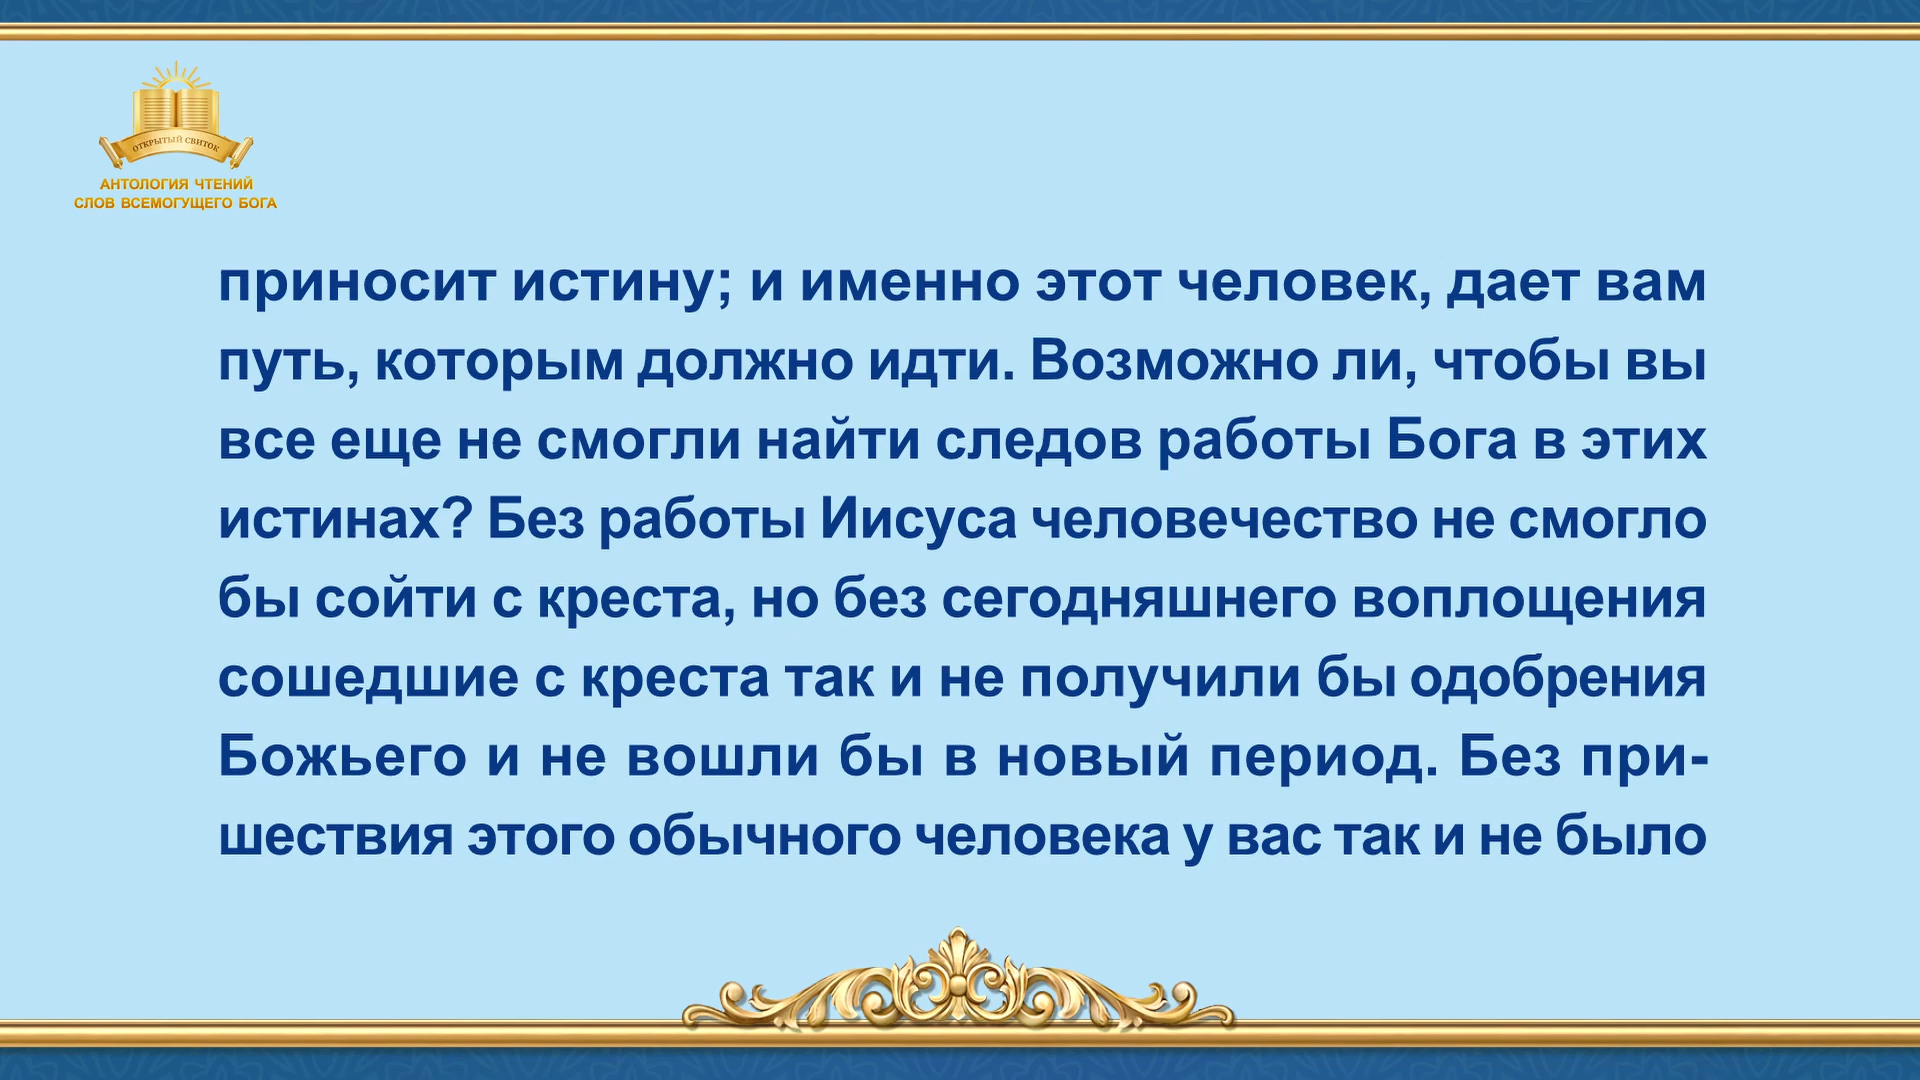 ОТКРЫТЫЙ СВИТОК
АНТОЛОГИЯ ЧТЕНИЙ
СЛОВ ВСЕМОГУЩЕГО БОГА
приносит истину; и именно этот человек, дает вам
путь, которым должно идти. Возможно ли, чтобы вы
все еще не смогли найти следов работы Бога в этих
истинах? Без работы Иисуса человечество не смогло
бы сойти с креста, но без сегодняшнего воплощения
сошедшие с креста так и не получили бы одобрения
Божьего и не вошли бы в новый период. Без при-
шествия этого обычного человека у вас так и не было